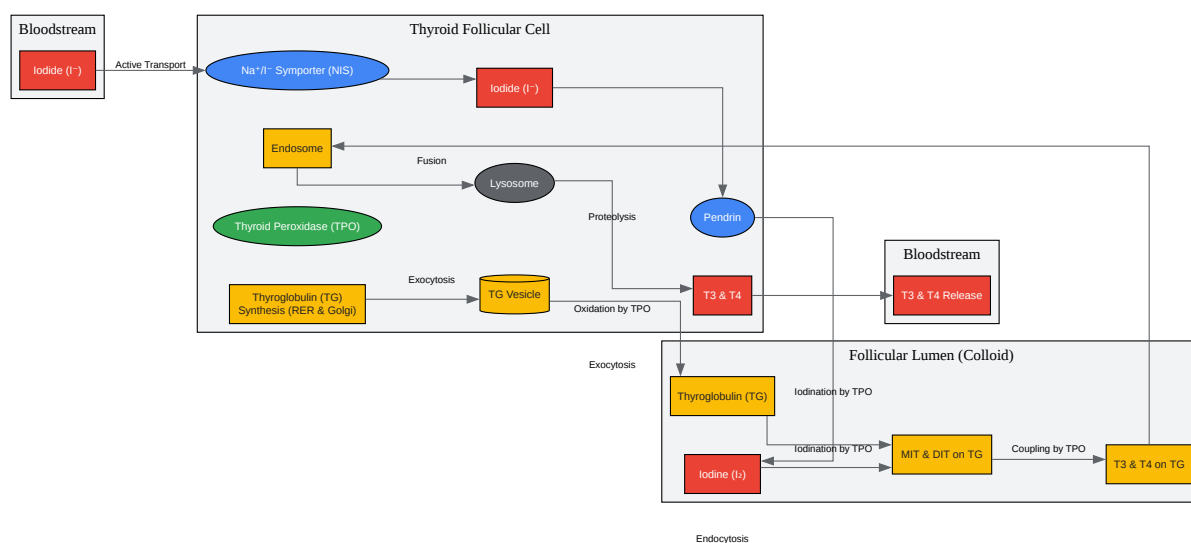 Bloodstream
Iodide (I⁻)
Active Transport
Thyroid Follicular Cell
Na⁺/I⁻ Symporter (NIS)
Iodide (I⁻)
Endosome
Fusion
Lysosome
Proteolysis
Pendrin
Thyroid Peroxidase (TPO)
Thyroglobulin (TG)
Synthesis (RER & Golgi)
Exocytosis
TG Vesicle
Oxidation by TPO
T3 & T4
Bloodstream
T3 & T4 Release
Exocytosis
Follicular Lumen (Colloid)
Thyroglobulin (TG)
Iodination by TPO
Iodination by TPO
Iodine (I₂)
MIT & DIT on TG
Coupling by TPO
T3 & T4 on TG
Endocytosis